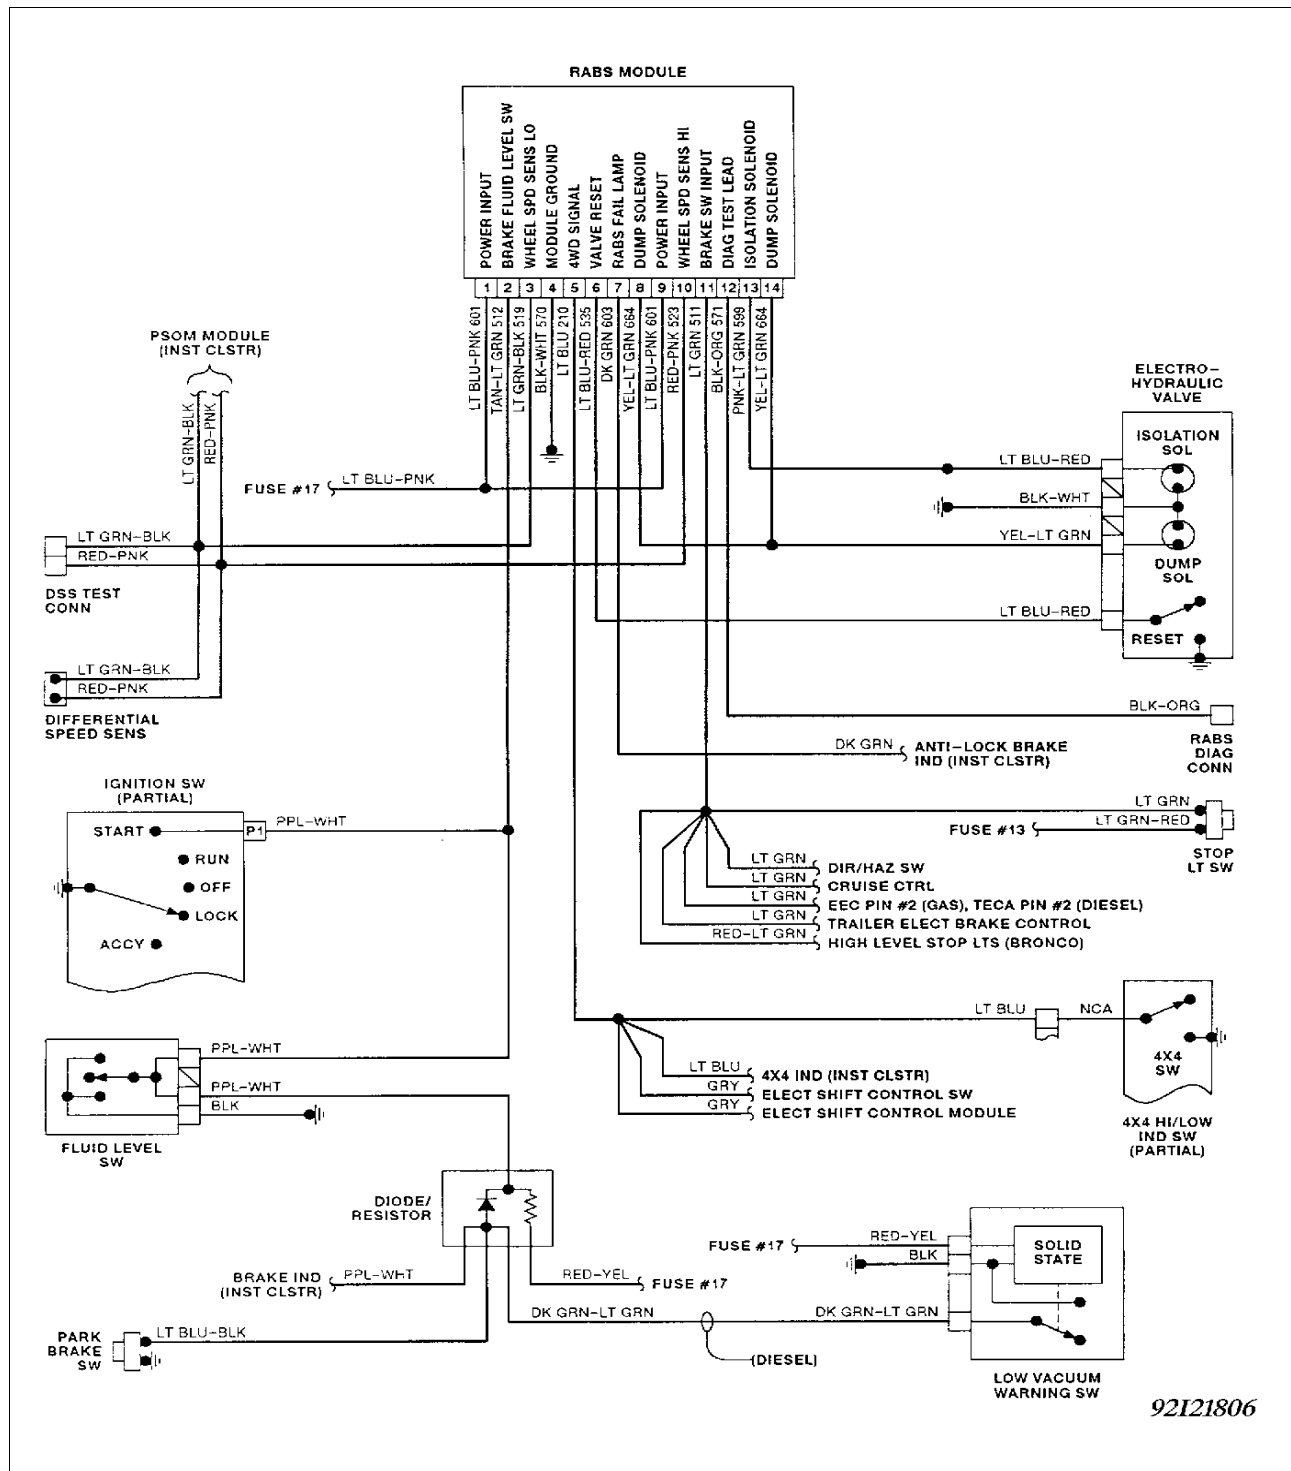 RABS MODULE
POWER INPUT
BRAKE FLUID LEVEL SW
WHEEL SPD SENS LO
MODULE GROUND
4WD SIGNAL
VALVE RESET
RABS FAIL LAMP
DUMP SOLENOID
POWER INPUT
WHEEL SPD SENS HI
BRAKE SW INPUT
DIAG TEST LEAD
ISOLATION SOLENOID
DUMP SOLENOID
1 2 3 4 5 6 7 8 9 10 11 12 13 14
LT BLU-PNK 601
TAN-LT GRN 512
LT GRN-BLK 519
BLK-WHT 570
LT BLU 210
LT BLU-RED 535
DK GRN 603
YEL-LT GRN 664
LT BLU-PNK 601
RED-PNK 523
LT GRN 511
BLK-ORG 571
PNK-LT GRN 599
YEL-LT GRN 664
PSOM MODULE
(INST CLSTR)
LT GRN-BLK
RED-PNK
FUSE #17
LT BLU-PNK
LT GRN-BLK
RED-PNK
DSS TEST
CONN
LT GRN-BLK
RED-PNK
DIFFERENTIAL
SPEED SENS
ELECTRO-
HYDRAULIC
VALVE
ISOLATION
SOL
LT BLU-RED
BLK-WHT
YEL-LT GRN
DUMP
SOL
LT BLU-RED
RESET
BLK-ORG
RABS
DIAG
CONN
DK GRN
ANTI-LOCK BRAKE
IND (INST CLSTR)
IGNITION SW
(PARTIAL)
START
P1
PPL-WHT
RUN
OFF
LOCK
ACCY
LT GRN
LT GRN-RED
FUSE #13
STOP
LT SW
LT GRN
DIR/HAZ SW
LT GRN
CRUISE CTRL
LT GRN
EEC PIN #2 (GAS), TECA PIN #2 (DIESEL)
LT GRN
TRAILER ELECT BRAKE CONTROL
RED-LT GRN
HIGH LEVEL STOP LTS (BRONCO)
LT BLU
NCA
4X4
SW
4X4 HI/LOW
IND SW
(PARTIAL)
LT BLU
4X4 IND (INST CLSTR)
GRY
ELECT SHIFT CONTROL SW
GRY
ELECT SHIFT CONTROL MODULE
PPL-WHT
PPL-WHT
BLK
FLUID LEVEL
SW
DIODE/
RESISTOR
BRAKE IND
(INST CLSTR)
PPL-WHT
RED-YEL
FUSE #17
PARK
BRAKE
SW
LT BLU-BLK
DK GRN-LT GRN
DK GRN-LT GRN
(DIESEL)
FUSE #17
RED-YEL
BLK
SOLID
STATE
LOW VACUUM
WARNING SW
92I21806